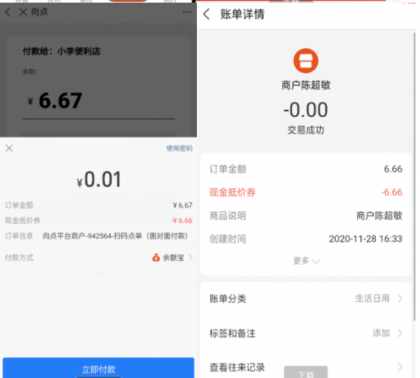 向点
付款给：小李便利店
金额:
¥ 6.67
使用密码
¥0.01
订单金额 ¥ 6.67
现金抵价券 -¥ 6.66
订单信息 向点平台商户-942564-扫码点单（面对面付款）
付款方式 余额宝
立即付款
账单详情
商户陈超敏
-0.00
交易成功
订单金额 6.66
现金抵价券 -6.66
商品说明 商户陈超敏
创建时间 2020-11-28 16:33
更多
账单分类 生活日用
标签和备注 添加
查看往来记录
下载